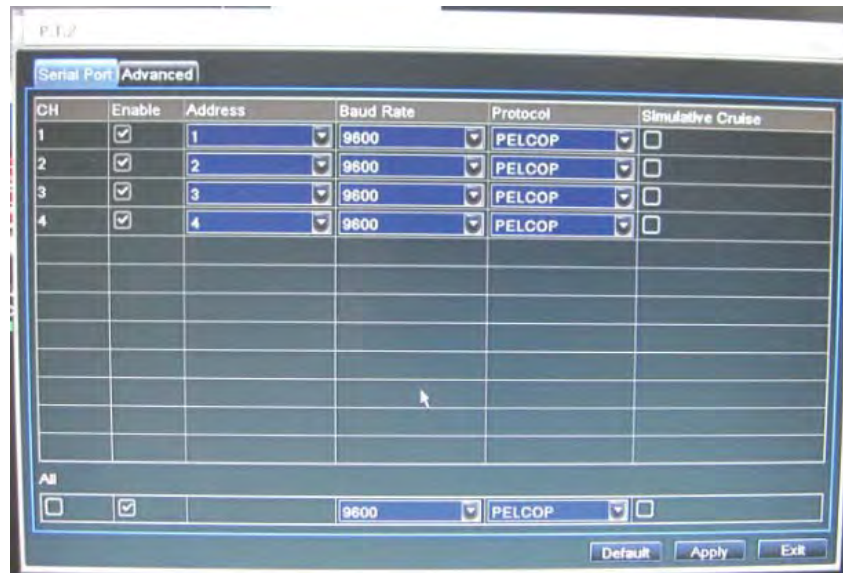 P.T.Z
Serial Port Advanced
CH Enable Address Baud Rate Protocol Simulative Cruise
1 1 9600 PELCOP
2 2 9600 PELCOP
3 3 9600 PELCOP
4 4 9600 PELCOP
All
9600 PELCOP
Default Apply Exit